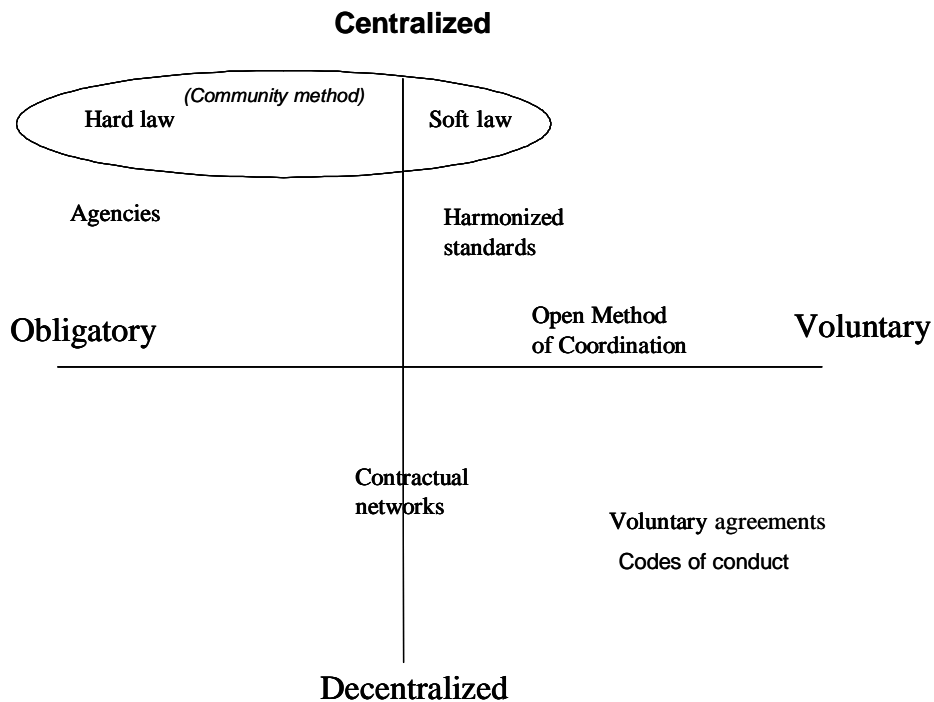 Centralized
(Community method)
Hard law
Soft law
Agencies
Harmonized
standards
Obligatory
Open Method
of Coordination
Voluntary
Contractual
networks
Voluntary agreements
Codes of conduct
Decentralized